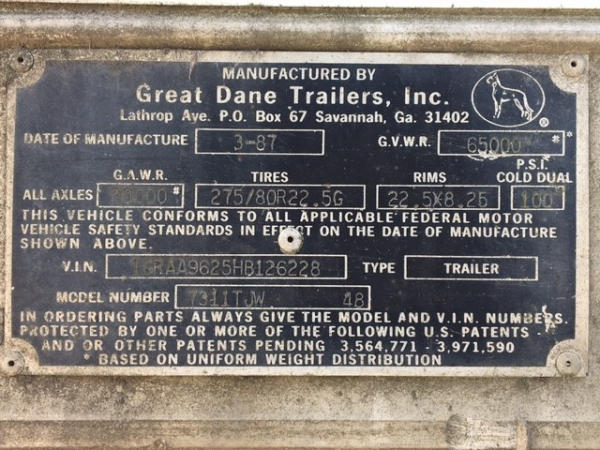 MANUFACTURED BY
Great Dane Trailers, Inc.
Lathrop Ave. P.O. Box 67 Savannah, Ga. 31402
DATE OF MANUFACTURE 3-87 G.V.W.R. 65000 # *
G.A.W.R. TIRES RIMS P.S.I. COLD DUAL
ALL AXLES # 275/80R22.5G 22.5X8.25 100
THIS VEHICLE CONFORMS TO ALL APPLICABLE FEDERAL MOTOR
VEHICLE SAFETY STANDARDS IN EFFECT ON THE DATE OF MANUFACTURE
SHOWN ABOVE.
V.I.N. TYPE TRAILER
MODEL NUMBER 7311TJW 48
IN ORDERING PARTS ALWAYS GIVE THE MODEL AND V.I.N. NUMBERS.
PROTECTED BY ONE OR MORE OF THE FOLLOWING U.S. PATENTS
AND OR OTHER PATENTS PENDING 3,564,771 - 3,971,590
* BASED ON UNIFORM WEIGHT DISTRIBUTION